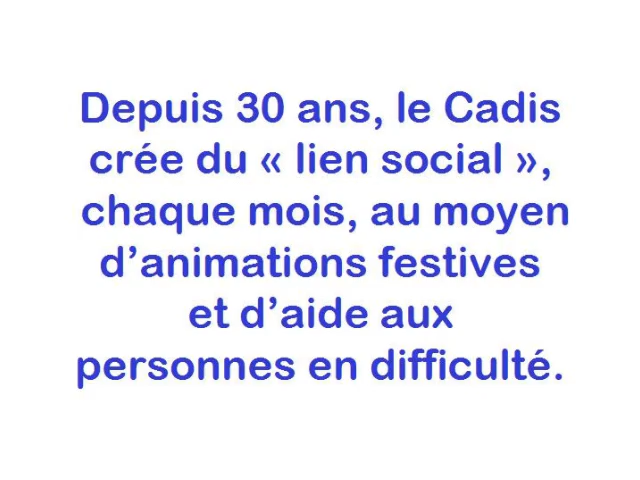 Depuis 30 ans, le Cadis
crée du « lien social »,
chaque mois, au moyen
d’animations festives
et d’aide aux
personnes en difficulté.